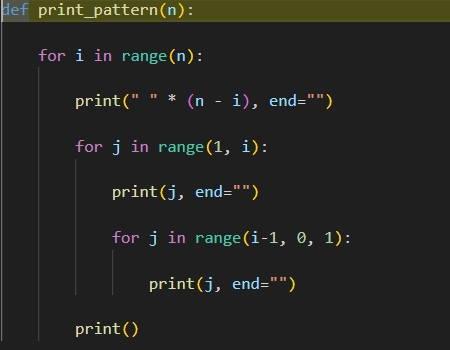 def print_pattern(n):
    for i in range(n):
        print(" " * (n - i), end="")
        for j in range(1, i):
            print(j, end="")
            for j in range(i-1, 0, 1):
                print(j, end="")
        print()